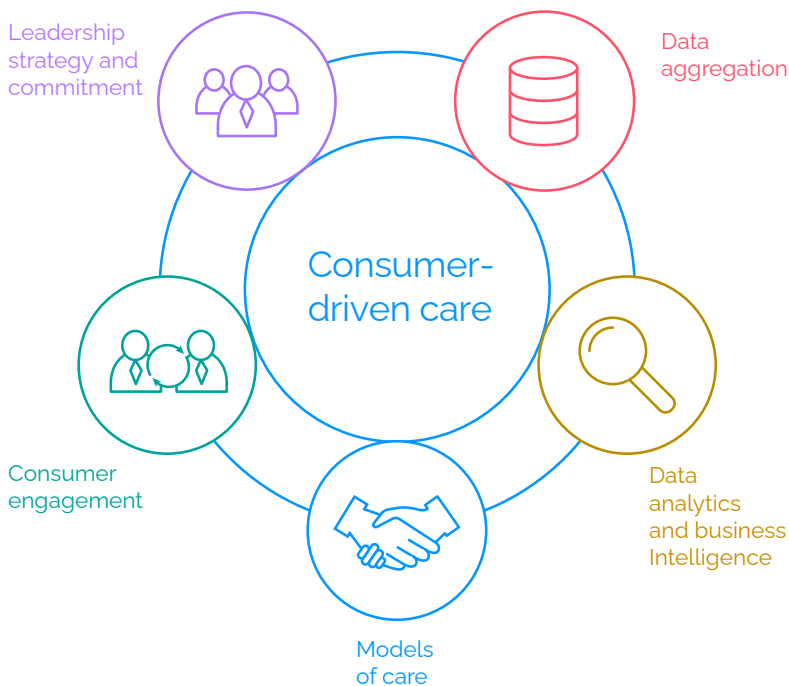 Leadership
strategy and
commitment
Data
aggregation
Consumer-
driven care
Consumer
engagement
Data
analytics
and business
Intelligence
Models
of care